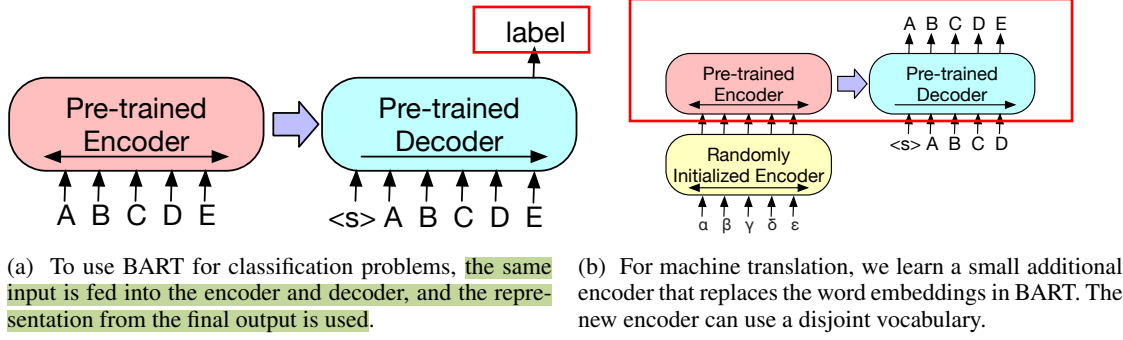 label
Pre-trained
Encoder
Pre-trained
Decoder
A B C D E
<s> A B C D E
A B C D E
Pre-trained
Encoder
Pre-trained
Decoder
<s> A B C D
Randomly
Initialized Encoder
α β γ δ ε
(a) To use BART for classification problems, the same
input is fed into the encoder and decoder, and the repre-
sentation from the final output is used.
(b) For machine translation, we learn a small additional
encoder that replaces the word embeddings in BART. The
new encoder can use a disjoint vocabulary.